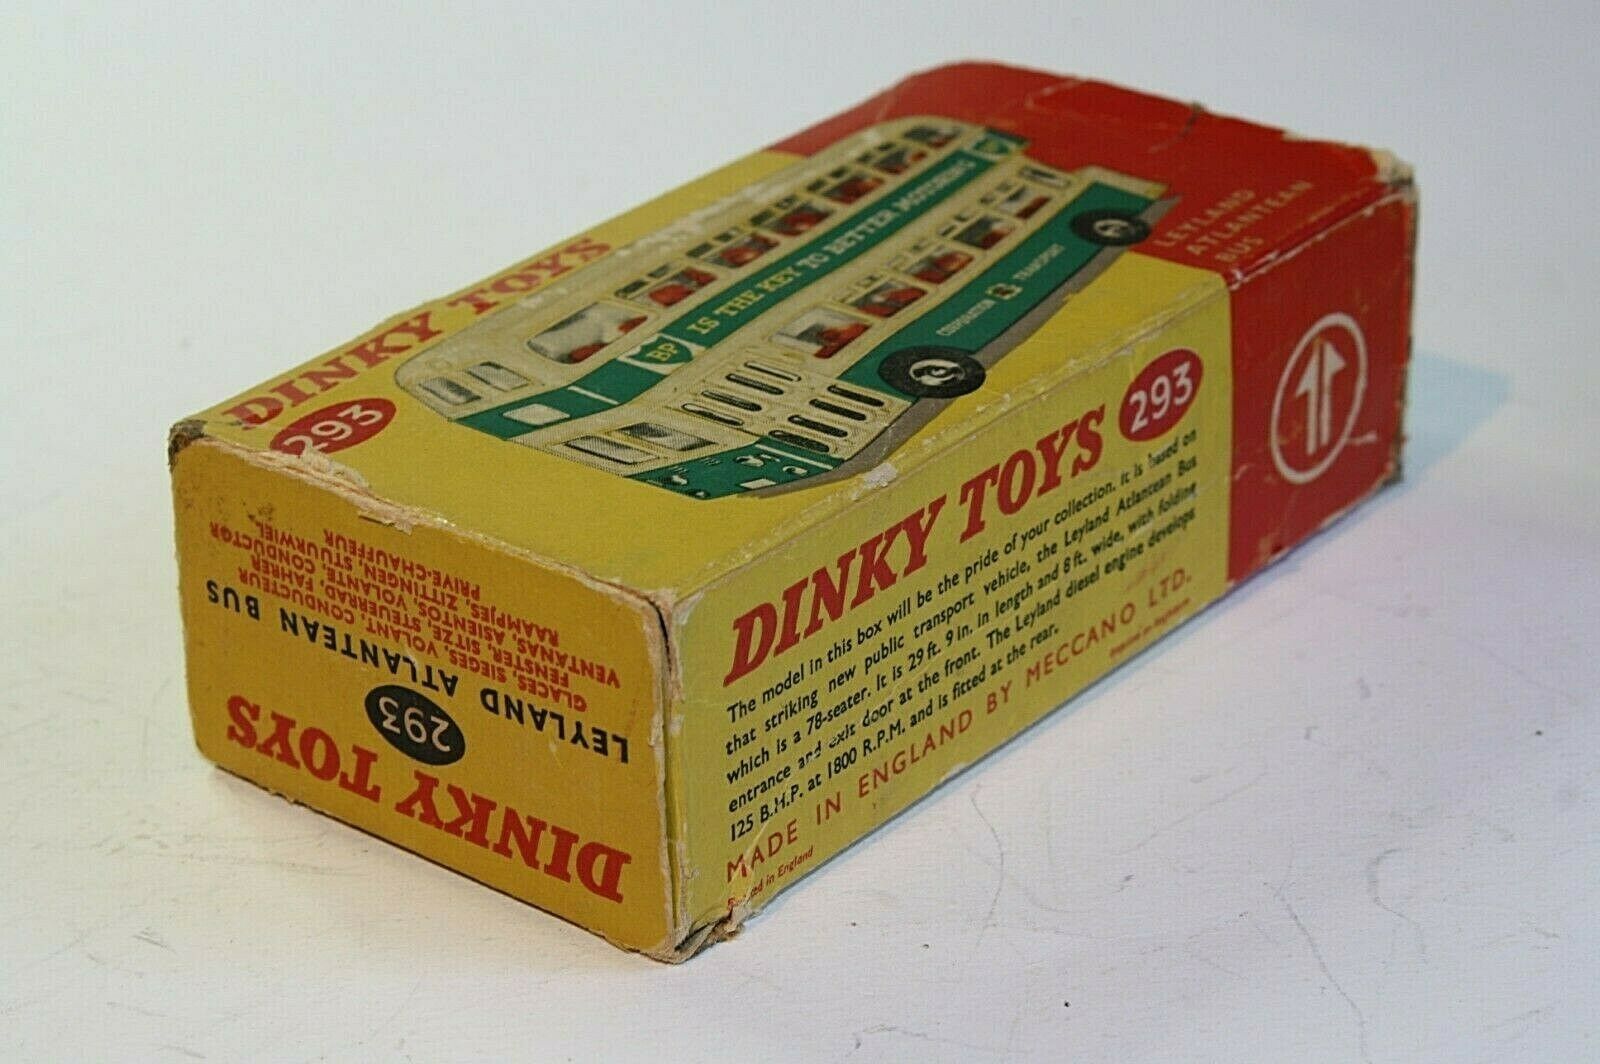 DINKY TOYS
293
BP IS THE KEY TO BETTER MOTORING
CORPORATION TRANSPORT
LEYLAND
ATLANTEAN
BUS
DINKY TOYS 293
The model in this box will be the pride of your collection. It is based on
that striking new public transport vehicle, the Leyland Atlantean Bus
which is a 78-seater. It is 29 ft. 9 in. in length and 8 ft. wide, with folding
entrance and exit door at the front. The Leyland diesel engine develops
125 B.H.P. at 1800 R.P.M. and is fitted at the rear.
MADE IN ENGLAND BY MECCANO LTD.
Printed in England
DINKY TOYS
293
LEYLAND ATLANTEAN BUS
GLACES, SIEGES, VOLANT, CONDUCTEUR
FENSTER, SITZE, STEUERRAD, FAHRER
VENTANAS, ASIENTOS, VOLANTE, CONDUCTOR
RAAMPJES, ZITTINGEN, STUURWIEL
PRIVÉ-CHAUFFEUR